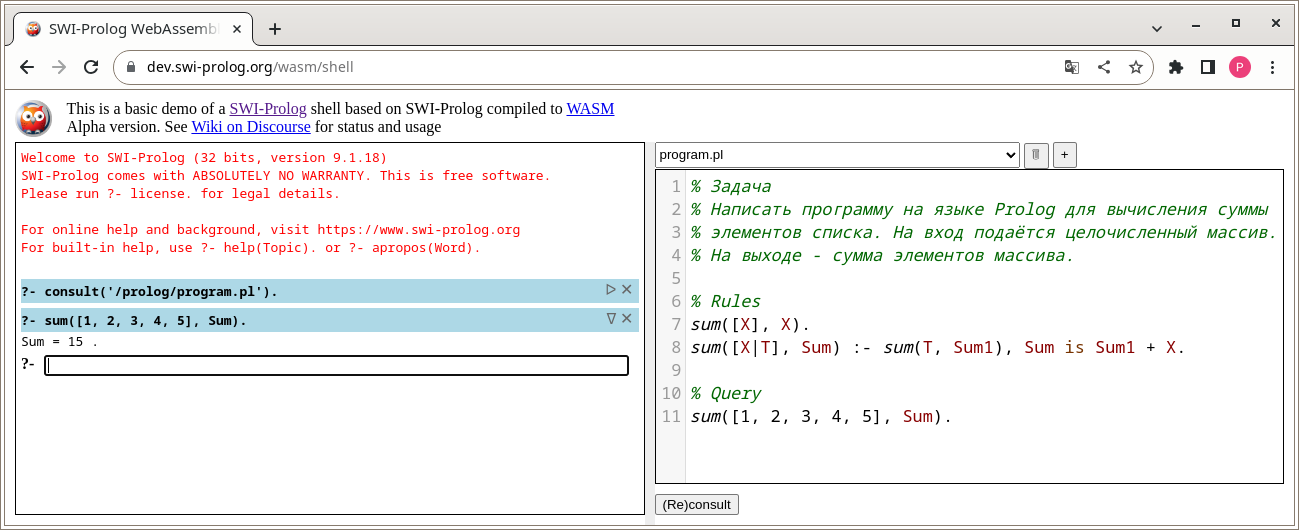 SWI-Prolog WebAssembl
dev.swi-prolog.org/wasm/shell
P
This is a basic demo of a SWI-Prolog shell based on SWI-Prolog compiled to WASM
Alpha version. See Wiki on Discourse for status and usage
Welcome to SWI-Prolog (32 bits, version 9.1.18)
SWI-Prolog comes with ABSOLUTELY NO WARRANTY. This is free software.
Please run ?- license. for legal details.
For online help and background, visit https://www.swi-prolog.org
For built-in help, use ?- help(Topic). or ?- apropos(Word).
?- consult('/prolog/program.pl').
?- sum([1, 2, 3, 4, 5], Sum).
Sum = 15 .
?-
program.pl
+
1 % Задача
2 % Написать программу на языке Prolog для вычисления суммы
3 % элементов списка. На вход подаётся целочисленный массив.
4 % На выходе - сумма элементов массива.
5
6 % Rules
7 sum([X], X).
8 sum([X|T], Sum) :- sum(T, Sum1), Sum is Sum1 + X.
9
10 % Query
11 sum([1, 2, 3, 4, 5], Sum).
(Re)consult